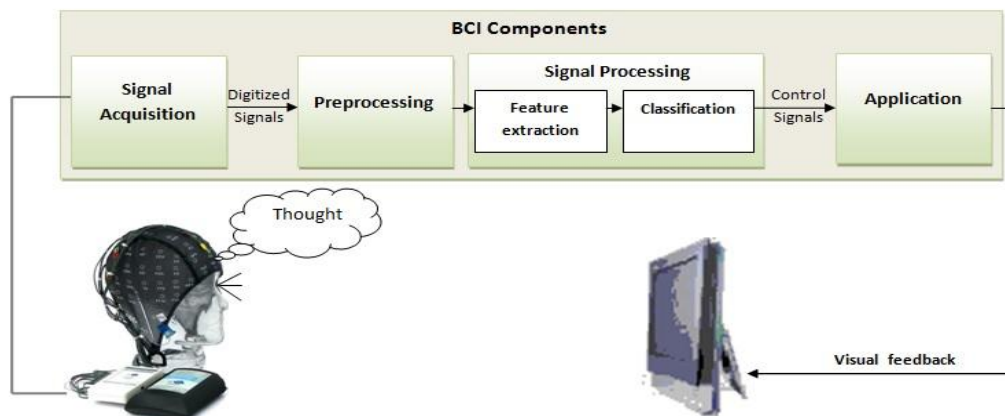 BCI Components
Signal
Acquisition
Digitized
Signals
Preprocessing
Signal Processing
Feature
extraction
Classification
Control
Signals
Application
Thought
Visual feedback